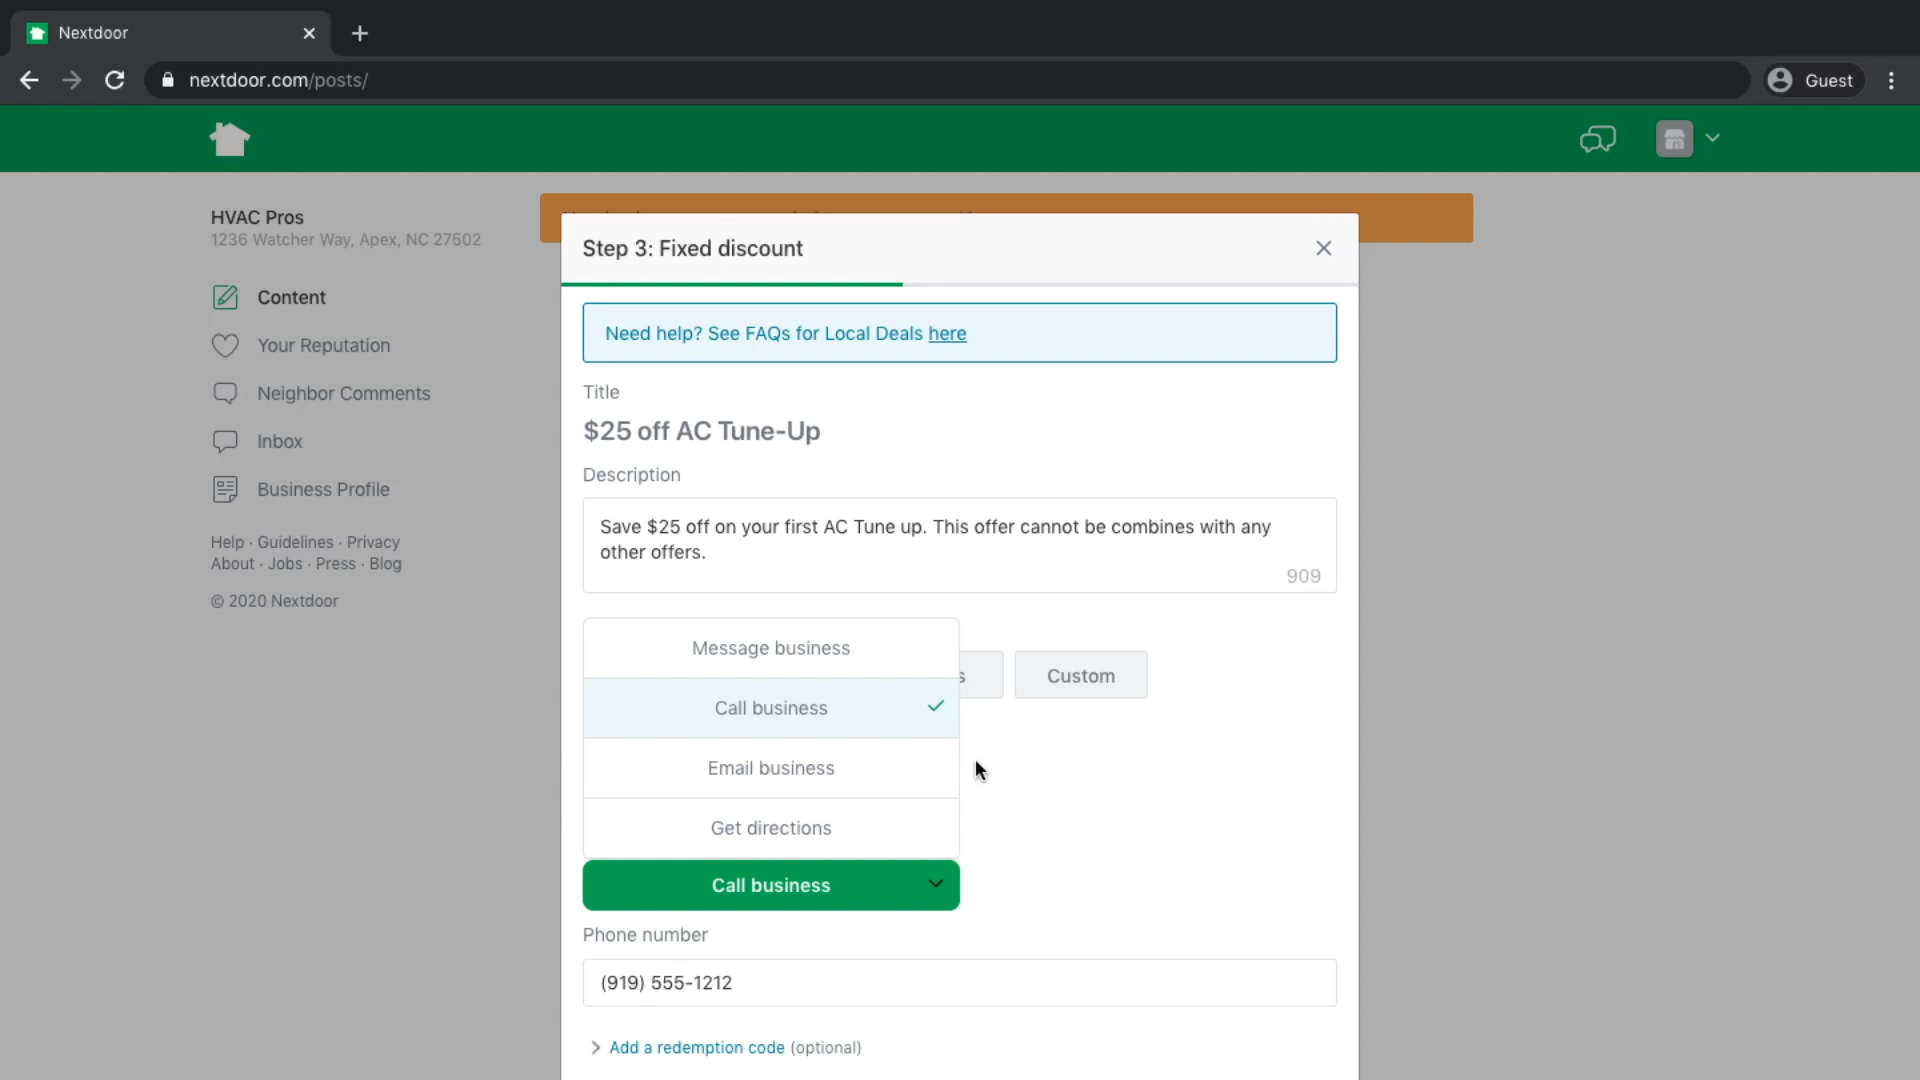 Nextdoor
nextdoor.com/posts/
Guest
HVAC Pros
1236 Watcher Way, Apex, NC 27502
Content
Your Reputation
Neighbor Comments
Inbox
Business Profile
Help · Guidelines · Privacy
About · Jobs · Press · Blog
© 2020 Nextdoor
Step 3: Fixed discount
Need help? See FAQs for Local Deals here
Title
$25 off AC Tune-Up
Description
Save $25 off on your first AC Tune up. This offer cannot be combines with any
other offers.
909
Message business
s
Custom
Call business
Email business
Get directions
Call business
Phone number
(919) 555-1212
Add a redemption code (optional)